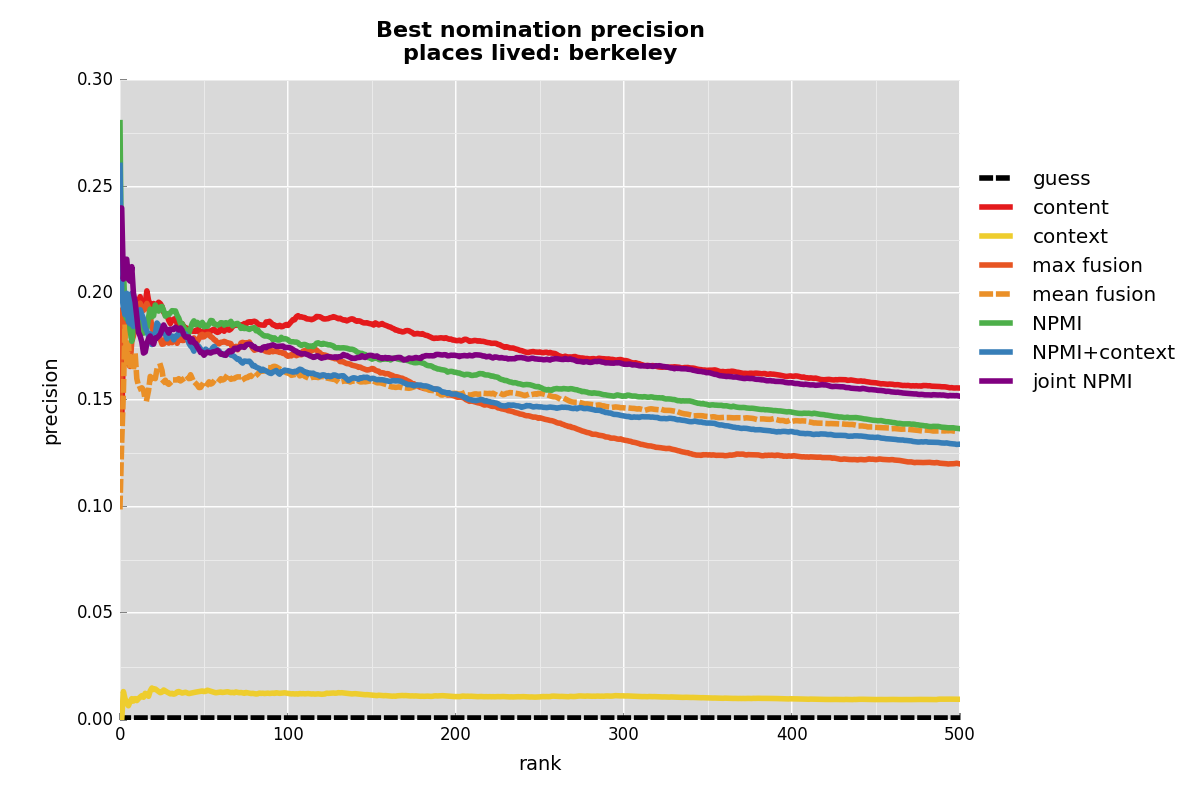 Best nomination precision
places lived: berkeley
0.30
0.25
0.20
0.15
0.10
0.05
0.00
precision
0 100 200 300 400 500
rank
guess
content
context
max fusion
mean fusion
NPMI
NPMI+context
joint NPMI